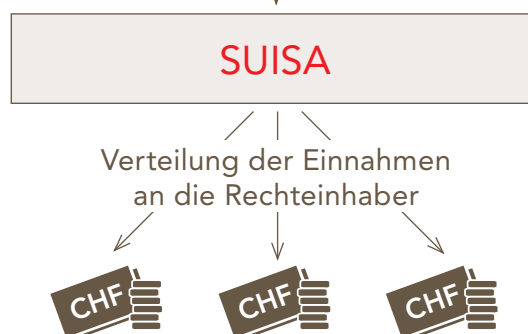 SUISA
Verteilung der Einnahmen
an die Rechteinhaber
CHF CHF CHF